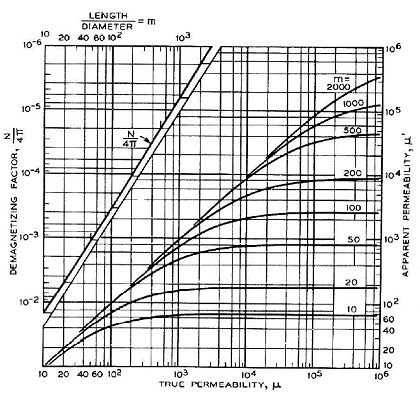 LENGTH
DIAMETER = m
10 20 40 60 10² 10³
10⁻⁶
10⁻⁵
10⁻⁴
10⁻³
10⁻²
DEMAGNETIZING FACTOR, N/4π
N/4π
m=
2000
1000
500
200
100
50
20
10
10⁶
10⁵
10⁴
10³
10²
60
40
20
10
APPARENT PERMEABILITY, μ'
10 20 40 60 10² 10³ 10⁴ 10⁵ 10⁶
TRUE PERMEABILITY, μ